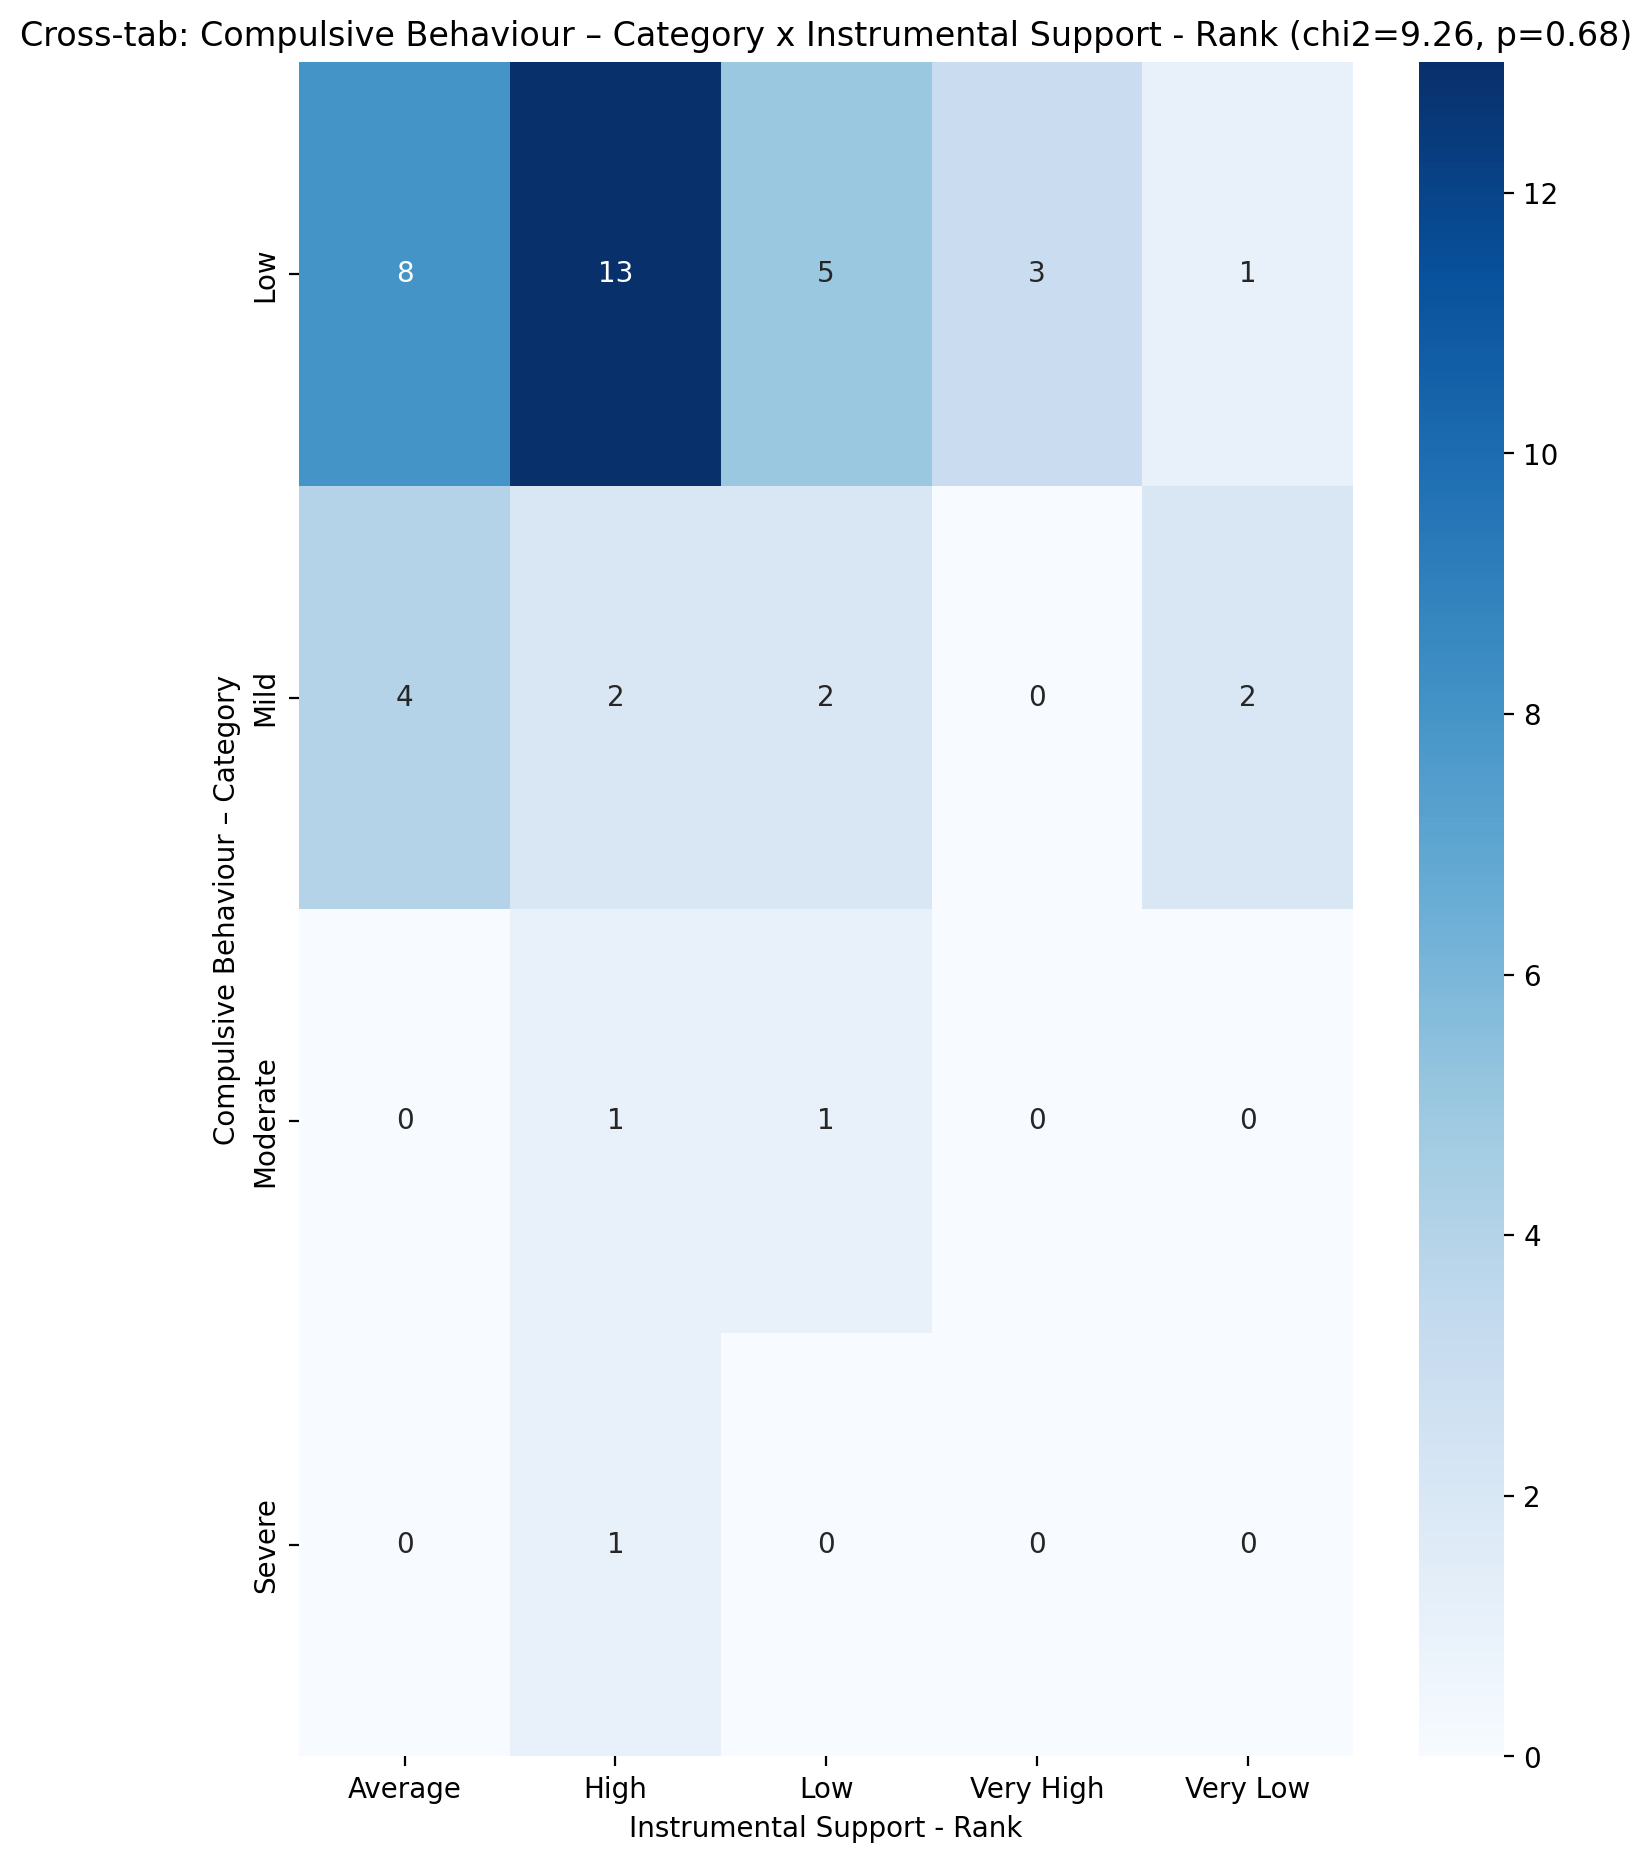 Cross-tab: Compulsive Behaviour – Category x Instrumental Support - Rank (chi2=9.26, p=0.68)
Compulsive Behaviour – Category
Low
8 13 5 3 1
Mild
4 2 2 0 2
Moderate
0 1 1 0 0
Severe
0 1 0 0 0
Average High Low Very High Very Low
Instrumental Support - Rank
12
10
8
6
4
2
0